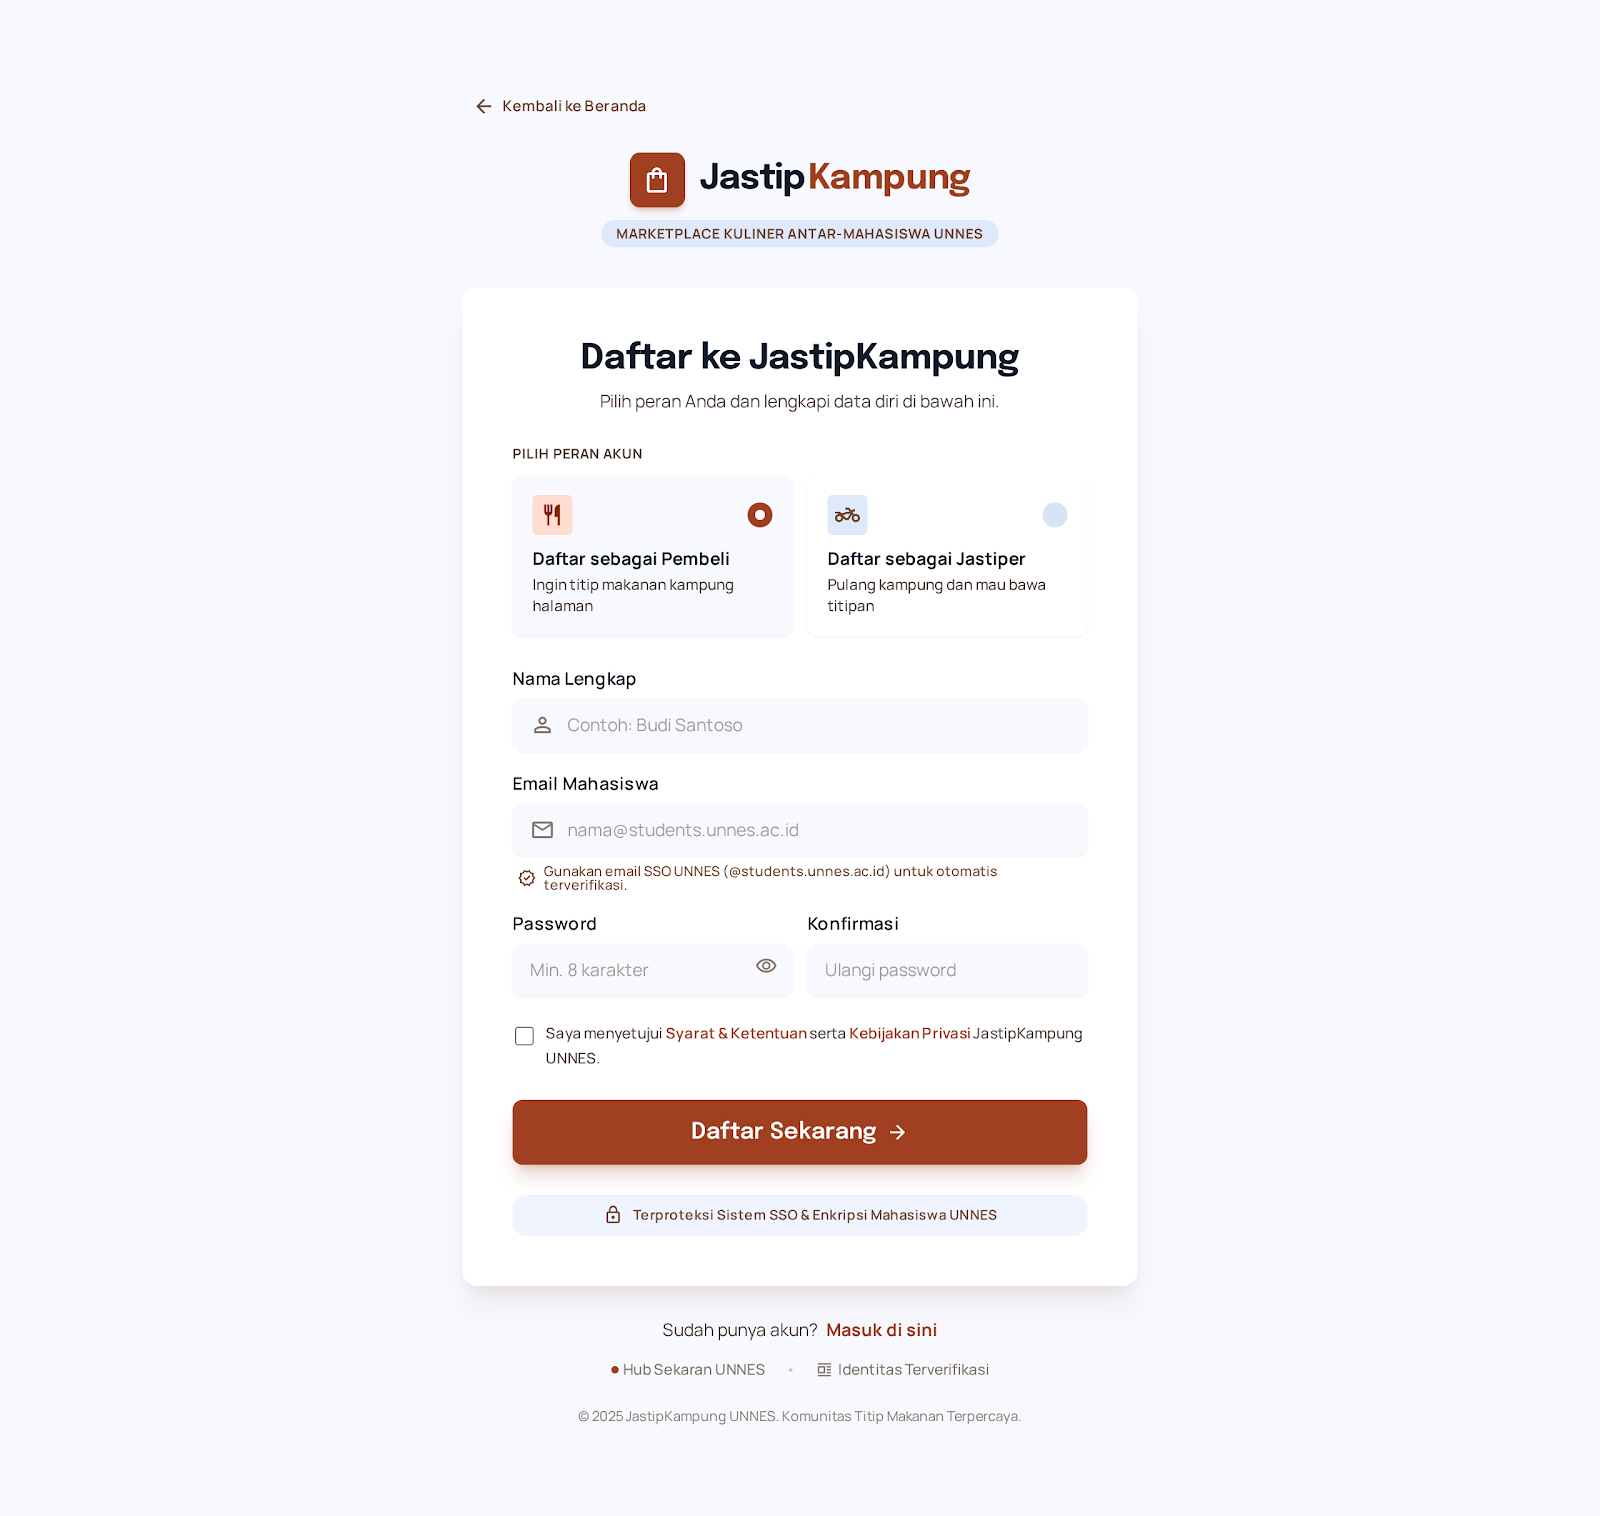 Kembali ke Beranda
JastipKampung
MARKETPLACE KULINER ANTAR-MAHASISWA UNNES
Daftar ke JastipKampung
Pilih peran Anda dan lengkapi data diri di bawah ini.
PILIH PERAN AKUN
Daftar sebagai Pembeli
Ingin titip makanan kampung
halaman
Daftar sebagai Jastiper
Pulang kampung dan mau bawa
titipan
Nama Lengkap
Contoh: Budi Santoso
Email Mahasiswa
nama@students.unnes.ac.id
Gunakan email SSO UNNES (@students.unnes.ac.id) untuk otomatis
terverifikasi.
Password
Min. 8 karakter
Konfirmasi
Ulangi password
Saya menyetujui Syarat & Ketentuan serta Kebijakan Privasi JastipKampung
UNNES.
Daftar Sekarang
Terproteksi Sistem SSO & Enkripsi Mahasiswa UNNES
Sudah punya akun? Masuk di sini
Hub Sekaran UNNES • Identitas Terverifikasi
© 2025 JastipKampung UNNES. Komunitas Titip Makanan Terpercaya.